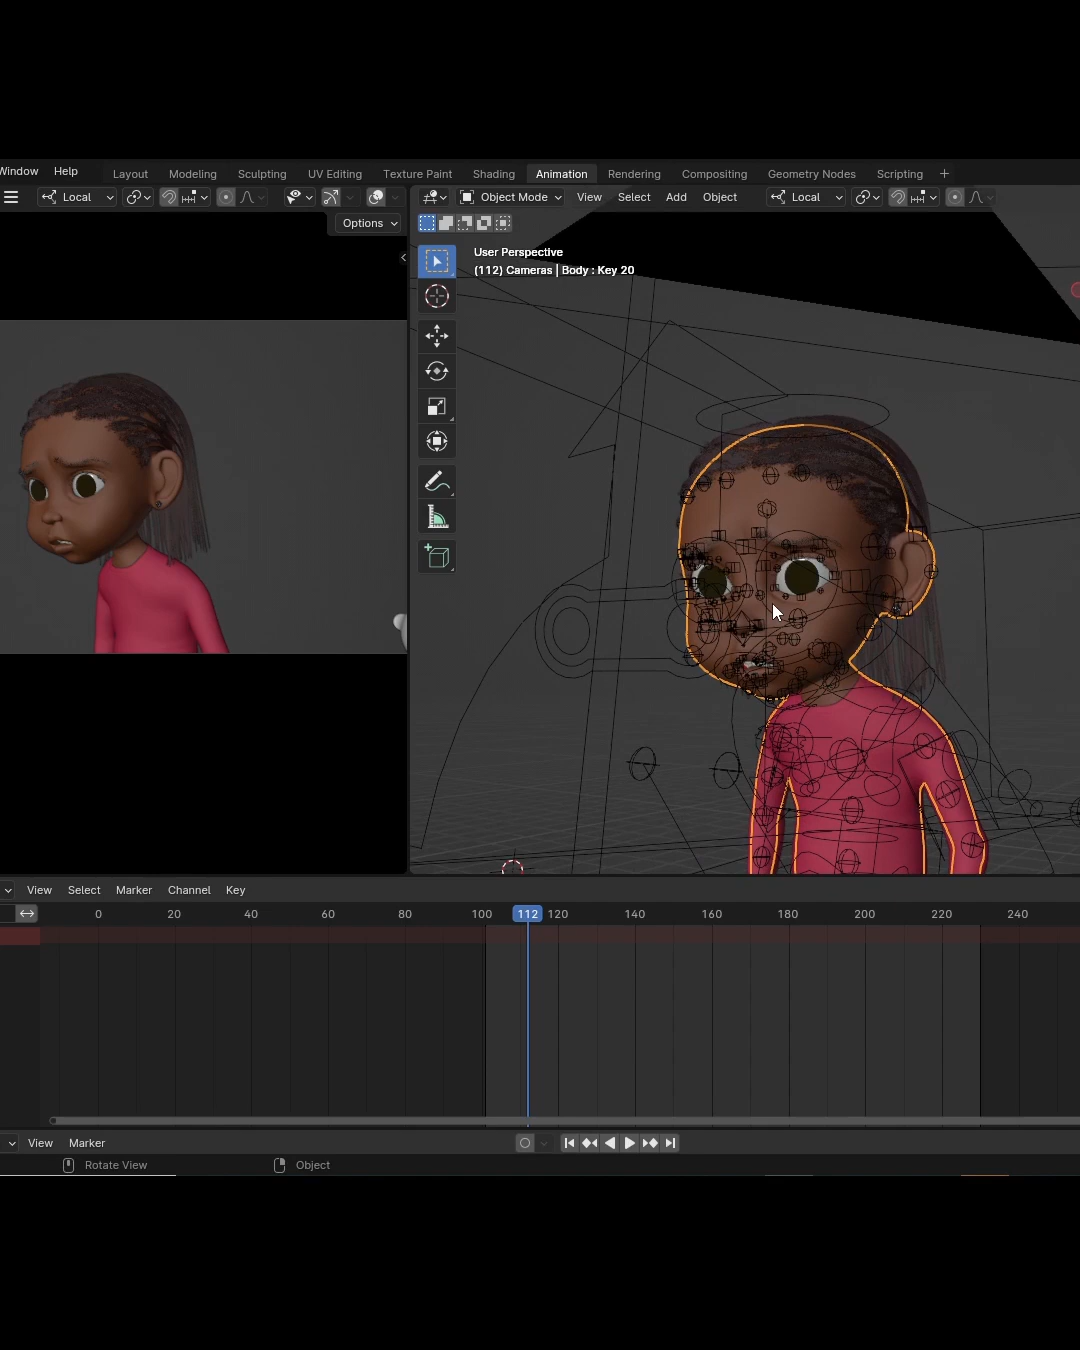 Window Help Layout Modeling Sculpting UV Editing Texture Paint Shading Animation Rendering Compositing Geometry Nodes Scripting +
Local Object Mode View Select Add Object Local
Options
User Perspective
(112) Cameras | Body : Key 20
View Select Marker Channel Key
0 20 40 60 80 100 112 120 140 160 180 200 220 240
View Marker
Rotate View Object